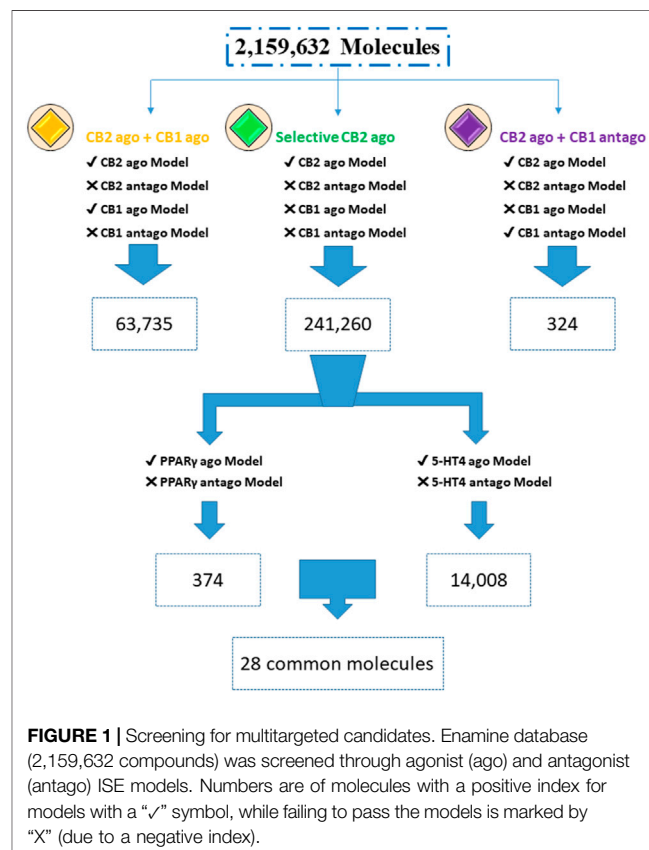 2,159,632 Molecules
CB2 ago + CB1 ago
✓ CB2 ago Model
✕ CB2 antago Model
✓ CB1 ago Model
✕ CB1 antago Model
Selective CB2 ago
✓ CB2 ago Model
✕ CB2 antago Model
✕ CB1 ago Model
✕ CB1 antago Model
CB2 ago + CB1 antago
✓ CB2 ago Model
✕ CB2 antago Model
✕ CB1 ago Model
✓ CB1 antago Model
63,735
241,260
324
✓ PPARγ ago Model
✕ PPARγ antago Model
✓ 5-HT4 ago Model
✕ 5-HT4 antago Model
374
14,008
28 common molecules
FIGURE 1 | Screening for multitargeted candidates. Enamine database
(2,159,632 compounds) was screened through agonist (ago) and antagonist
(antago) ISE models. Numbers are of molecules with a positive index for
models with a “✓” symbol, while failing to pass the models is marked by
“X” (due to a negative index).